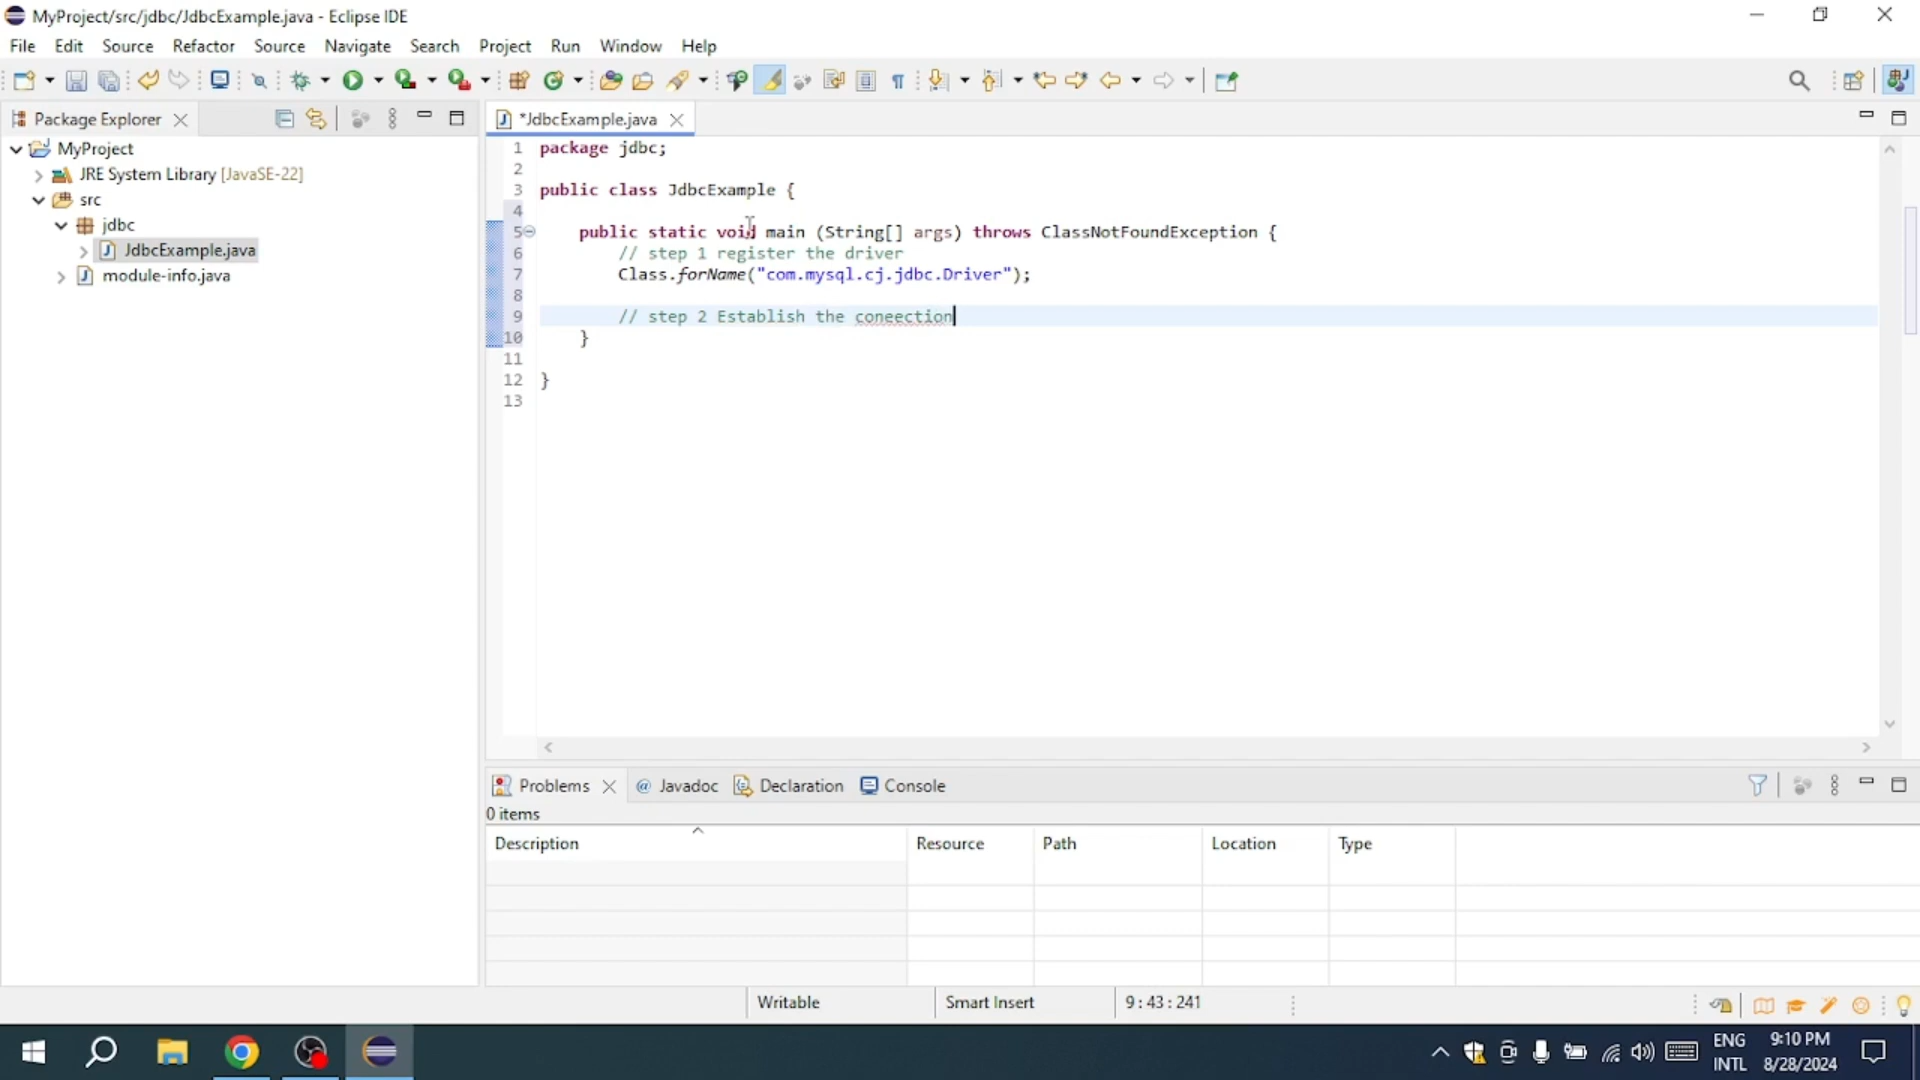 MyProject/src/jdbc/JdbcExample.java - Eclipse IDE
File Edit Source Refactor Source Navigate Search Project Run Window Help
Package Explorer
*JdbcExample.java
MyProject
JRE System Library [JavaSE-22]
src
jdbc
JdbcExample.java
module-info.java
1 package jdbc;
2
3 public class JdbcExample {
4
5 public static void main (String[] args) throws ClassNotFoundException {
6 // step 1 register the driver
7 Class.forName("com.mysql.cj.jdbc.Driver");
8
9 // step 2 Establish the coneection
10 }
11
12 }
13
Problems @ Javadoc Declaration Console
0 items
Description Resource Path Location Type
Writable Smart Insert 9 : 43 : 241
ENG 9:10 PM
INTL 8/28/2024